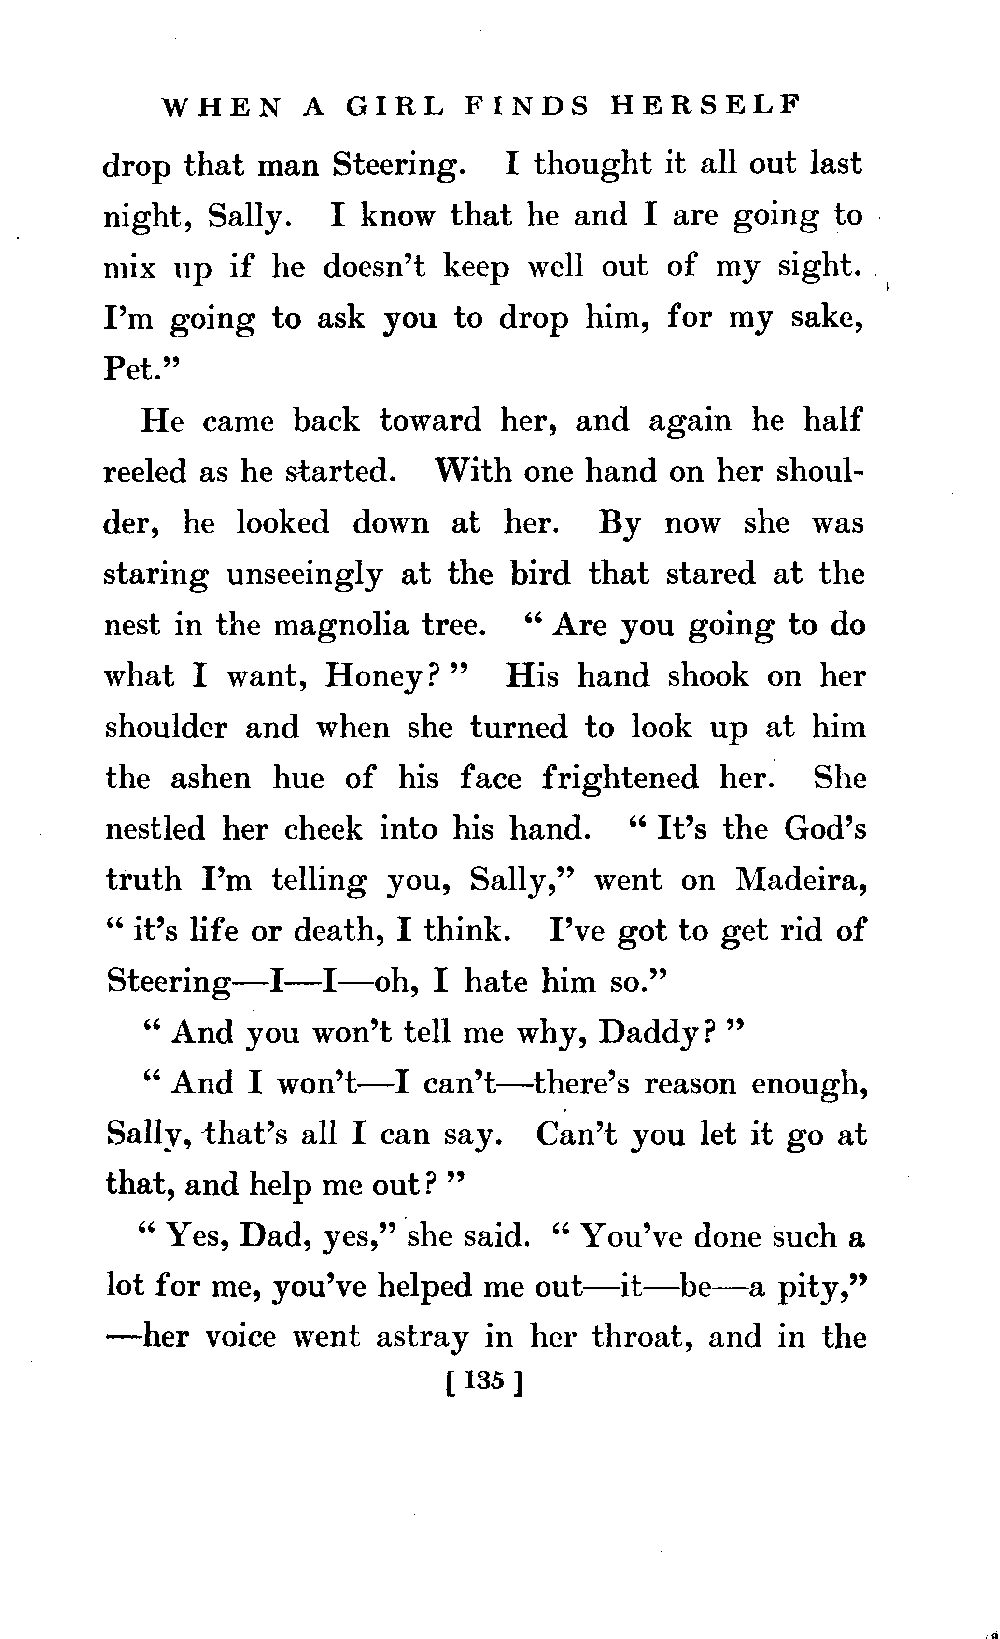 WHEN A GIRL FINDS HERSELF
drop that man Steering. I thought it all out last
night, Sally. I know that he and I are going to
mix up if he doesn't keep well out of my sight.
I'm going to ask you to drop him, for my sake,
Pet."
He came back toward her, and again he half
reeled as he started. With one hand on her shoul-
der, he looked down at her. By now she was
staring unseeingly at the bird that stared at the
nest in the magnolia tree. " Are you going to do
what I want, Honey? " His hand shook on her
shoulder and when she turned to look up at him
the ashen hue of his face frightened her. She
nestled her cheek into his hand. " It's the God's
truth I'm telling you, Sally," went on Madeira,
" it's life or death, I think. I've got to get rid of
Steering—I—I—oh, I hate him so."
" And you won't tell me why, Daddy? "
" And I won't—I can't—there's reason enough,
Sally, that's all I can say. Can't you let it go at
that, and help me out? "
" Yes, Dad, yes," she said. " You've done such a
lot for me, you've helped me out—it—be—a pity,"
—her voice went astray in her throat, and in the
[ 135 ]